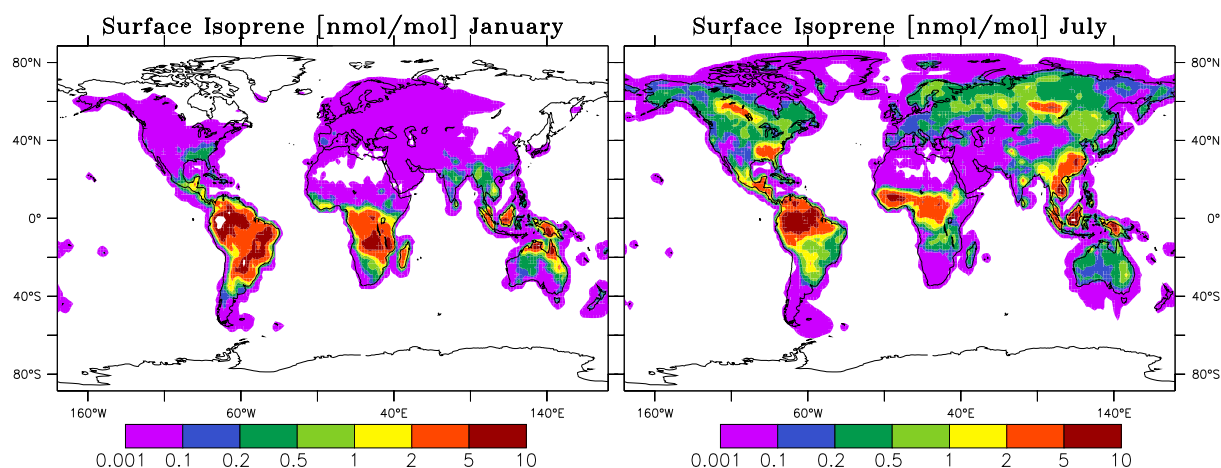 Surface Isoprene [nmol/mol] January
Surface Isoprene [nmol/mol] July
80°N
40°N
0°
40°S
80°S
80°N
40°N
0°
40°S
80°S
160°W 60°W 40°E 140°E
160°W 60°W 40°E 140°E
0.001 0.1 0.2 0.5 1 2 5 10
0.001 0.1 0.2 0.5 1 2 5 10